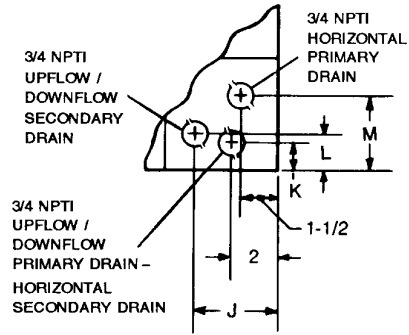 3/4 NPTI
HORIZONTAL
PRIMARY
DRAIN
3/4 NPTI
UPFLOW /
DOWNFLOW
SECONDARY
DRAIN
M
L
K
3/4 NPTI
UPFLOW /
DOWNFLOW
PRIMARY DRAIN –
HORIZONTAL
SECONDARY DRAIN
1-1/2
2
J